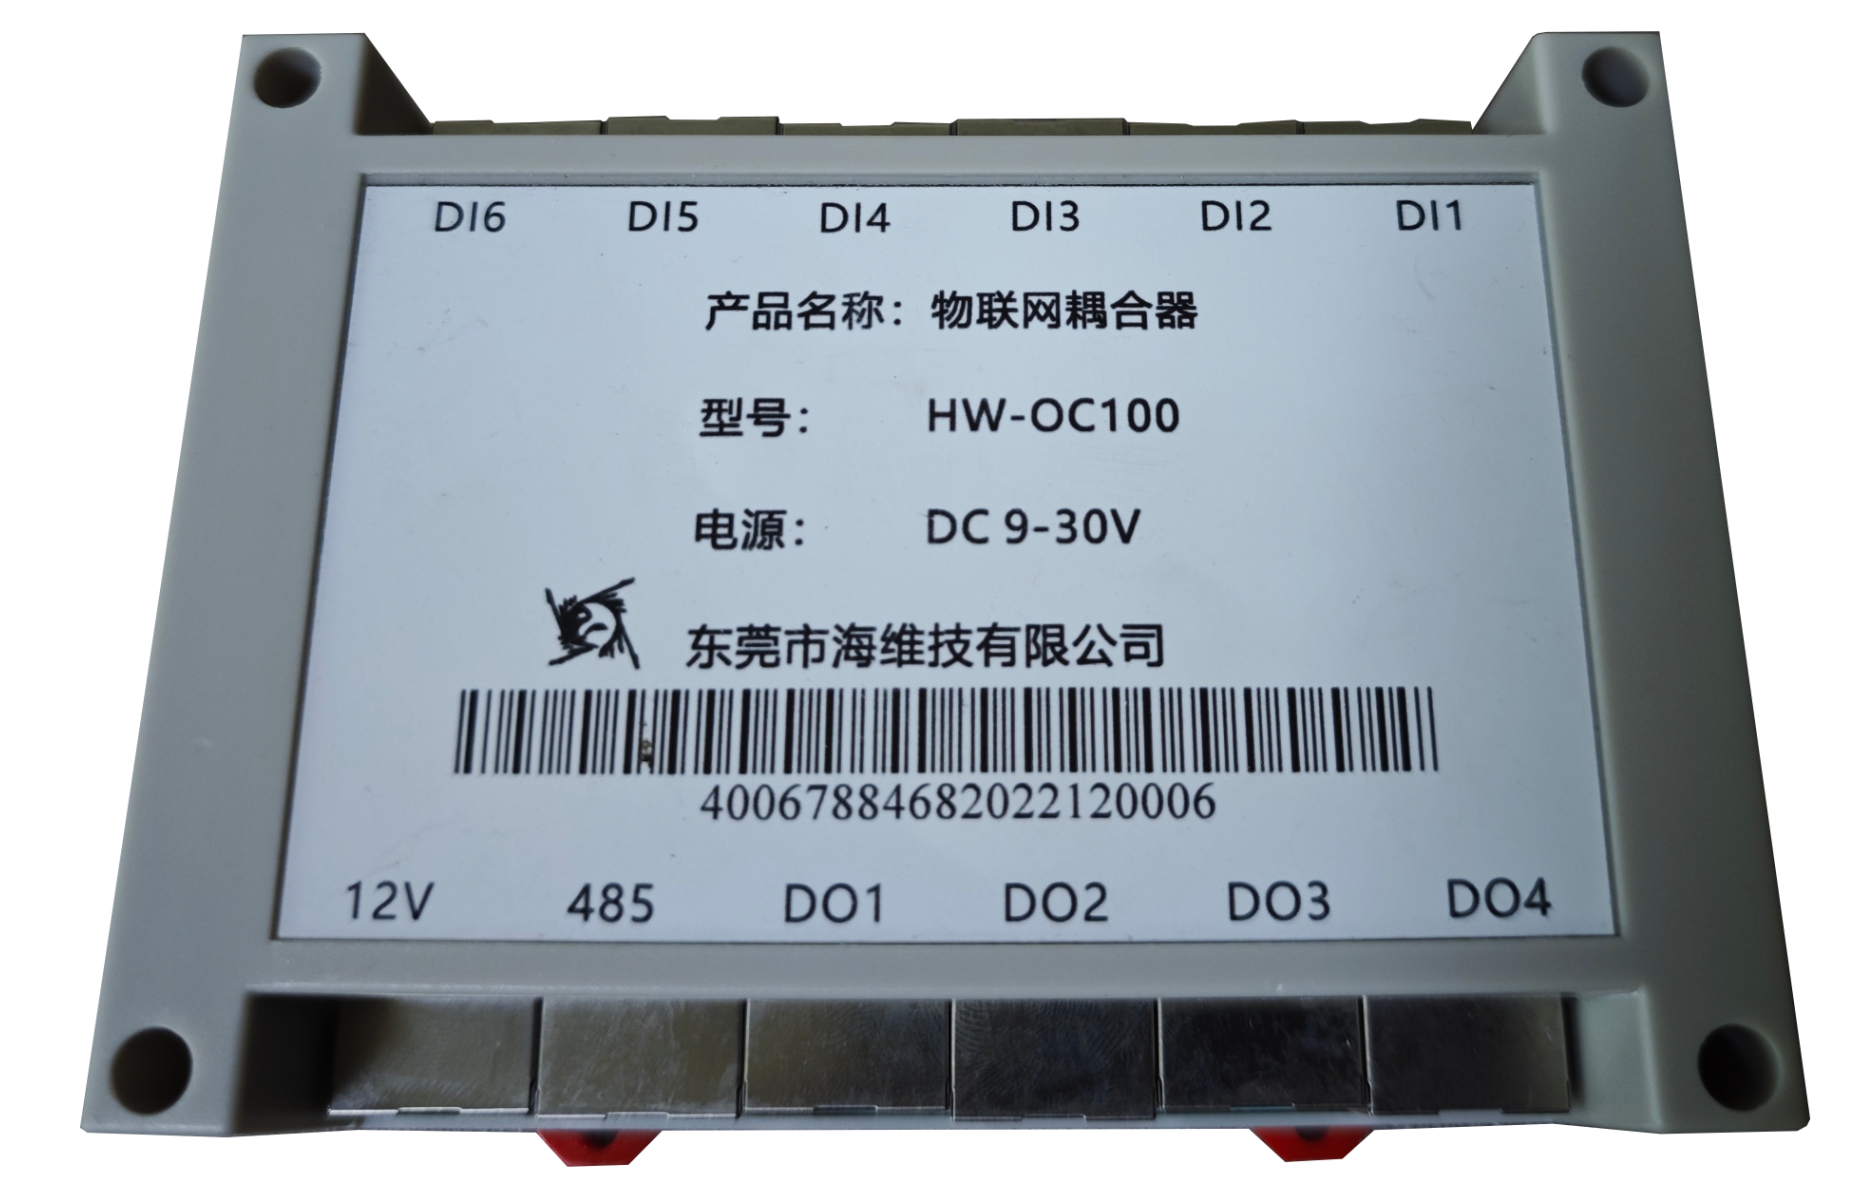 DI6 DI5 DI4 DI3 DI2 DI1
产品名称：物联网耦合器
型号： HW-OC100
电源： DC 9-30V
东莞市海维技有限公司
40067884682022120006
12V 485 DO1 DO2 DO3 DO4